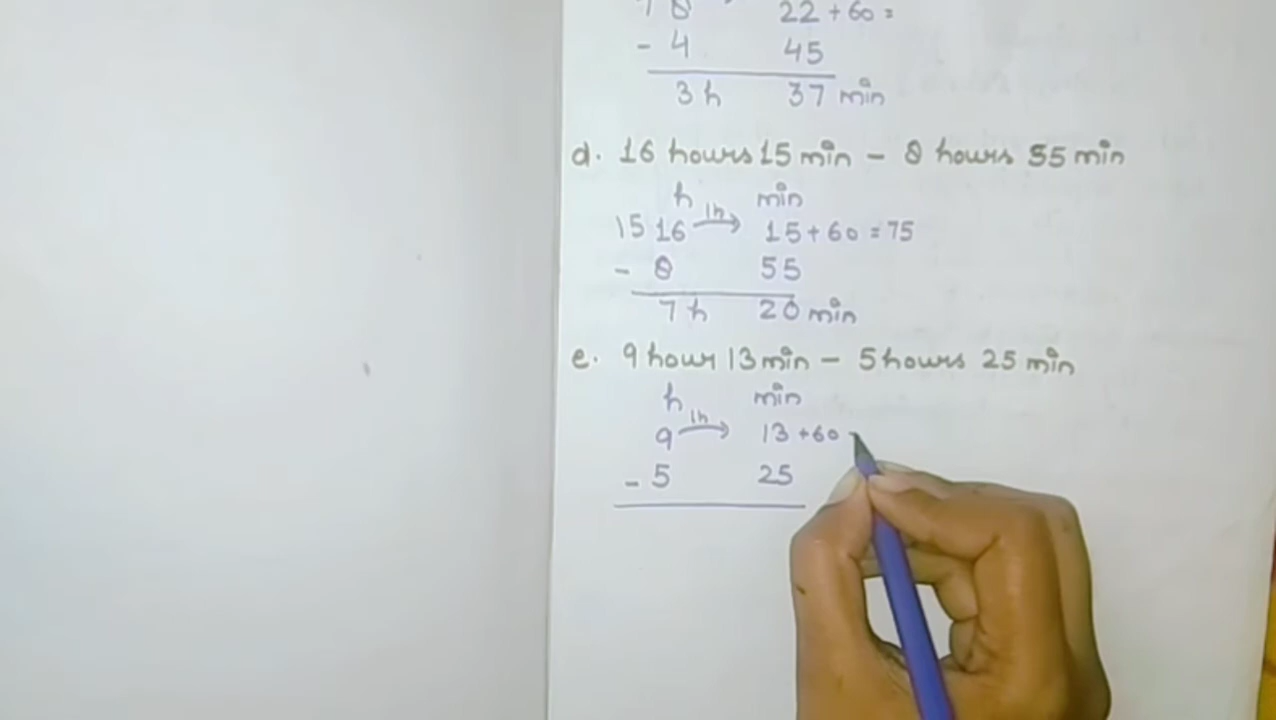 8 22 + 60 =
- 4 45
3 h 37 min
d. 16 hours 15 min - 8 hours 55 min
h min
15 16 1h → 15 + 60 = 75
- 8 55
7 h 20 min
e. 9 hour 13 min - 5 hours 25 min
h min
9 1h → 13 + 60
- 5 25